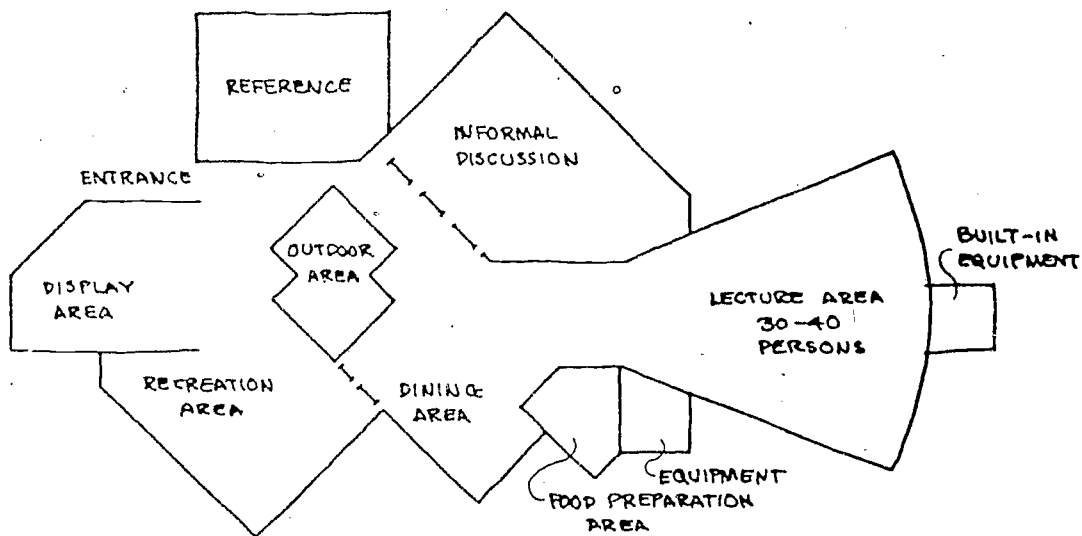 REFERENCE
INFORMAL
DISCUSSION
ENTRANCE
OUTDOOR
AREA
BUILT-IN
EQUIPMENT
DISPLAY
AREA
LECTURE AREA
30-40
PERSONS
RECREATION
AREA
DINING
AREA
EQUIPMENT
FOOD PREPARATION
AREA